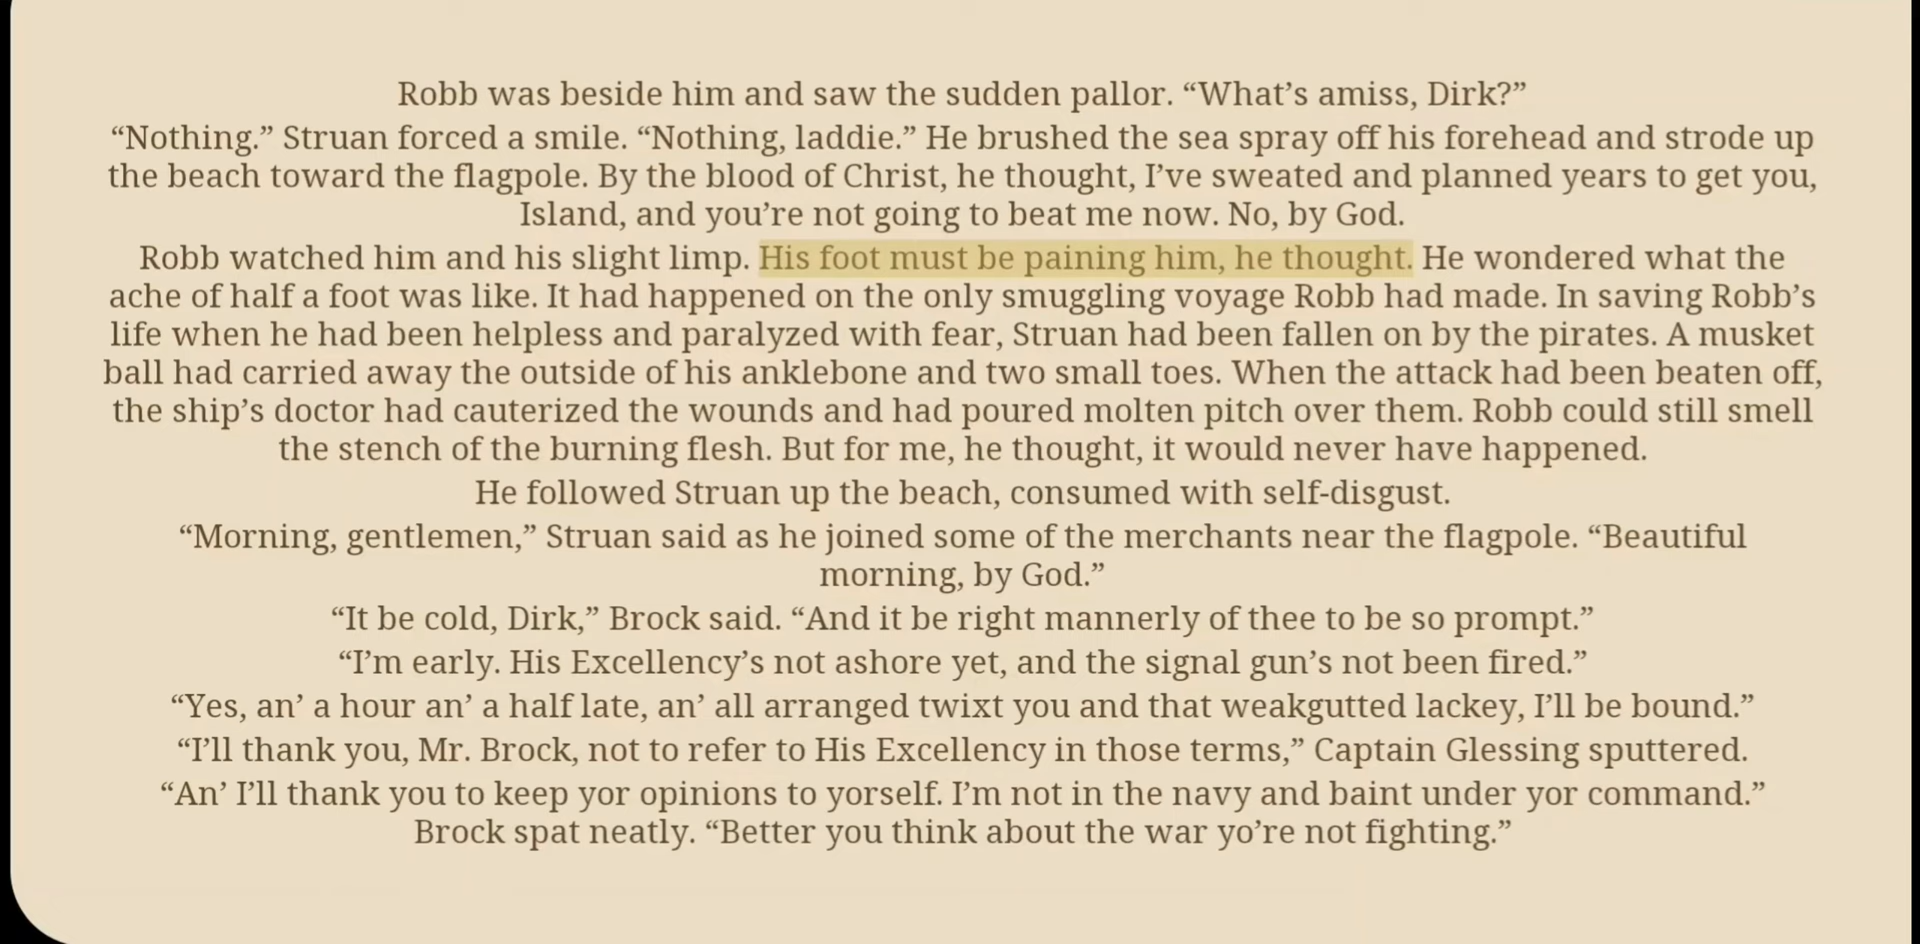 Robb was beside him and saw the sudden pallor. “What’s amiss, Dirk?”
“Nothing.” Struan forced a smile. “Nothing, laddie.” He brushed the sea spray off his forehead and strode up
the beach toward the flagpole. By the blood of Christ, he thought, I’ve sweated and planned years to get you,
Island, and you’re not going to beat me now. No, by God.
Robb watched him and his slight limp. His foot must be paining him, he thought. He wondered what the
ache of half a foot was like. It had happened on the only smuggling voyage Robb had made. In saving Robb’s
life when he had been helpless and paralyzed with fear, Struan had been fallen on by the pirates. A musket
ball had carried away the outside of his anklebone and two small toes. When the attack had been beaten off,
the ship’s doctor had cauterized the wounds and had poured molten pitch over them. Robb could still smell
the stench of the burning flesh. But for me, he thought, it would never have happened.
He followed Struan up the beach, consumed with self-disgust.
“Morning, gentlemen,” Struan said as he joined some of the merchants near the flagpole. “Beautiful
morning, by God.”
“It be cold, Dirk,” Brock said. “And it be right mannerly of thee to be so prompt.”
“I’m early. His Excellency’s not ashore yet, and the signal gun’s not been fired.”
“Yes, an’ a hour an’ a half late, an’ all arranged twixt you and that weakgutted lackey, I’ll be bound.”
“I’ll thank you, Mr. Brock, not to refer to His Excellency in those terms,” Captain Glessing sputtered.
“An’ I’ll thank you to keep yor opinions to yorself. I’m not in the navy and baint under yor command.”
Brock spat neatly. “Better you think about the war yo’re not fighting.”